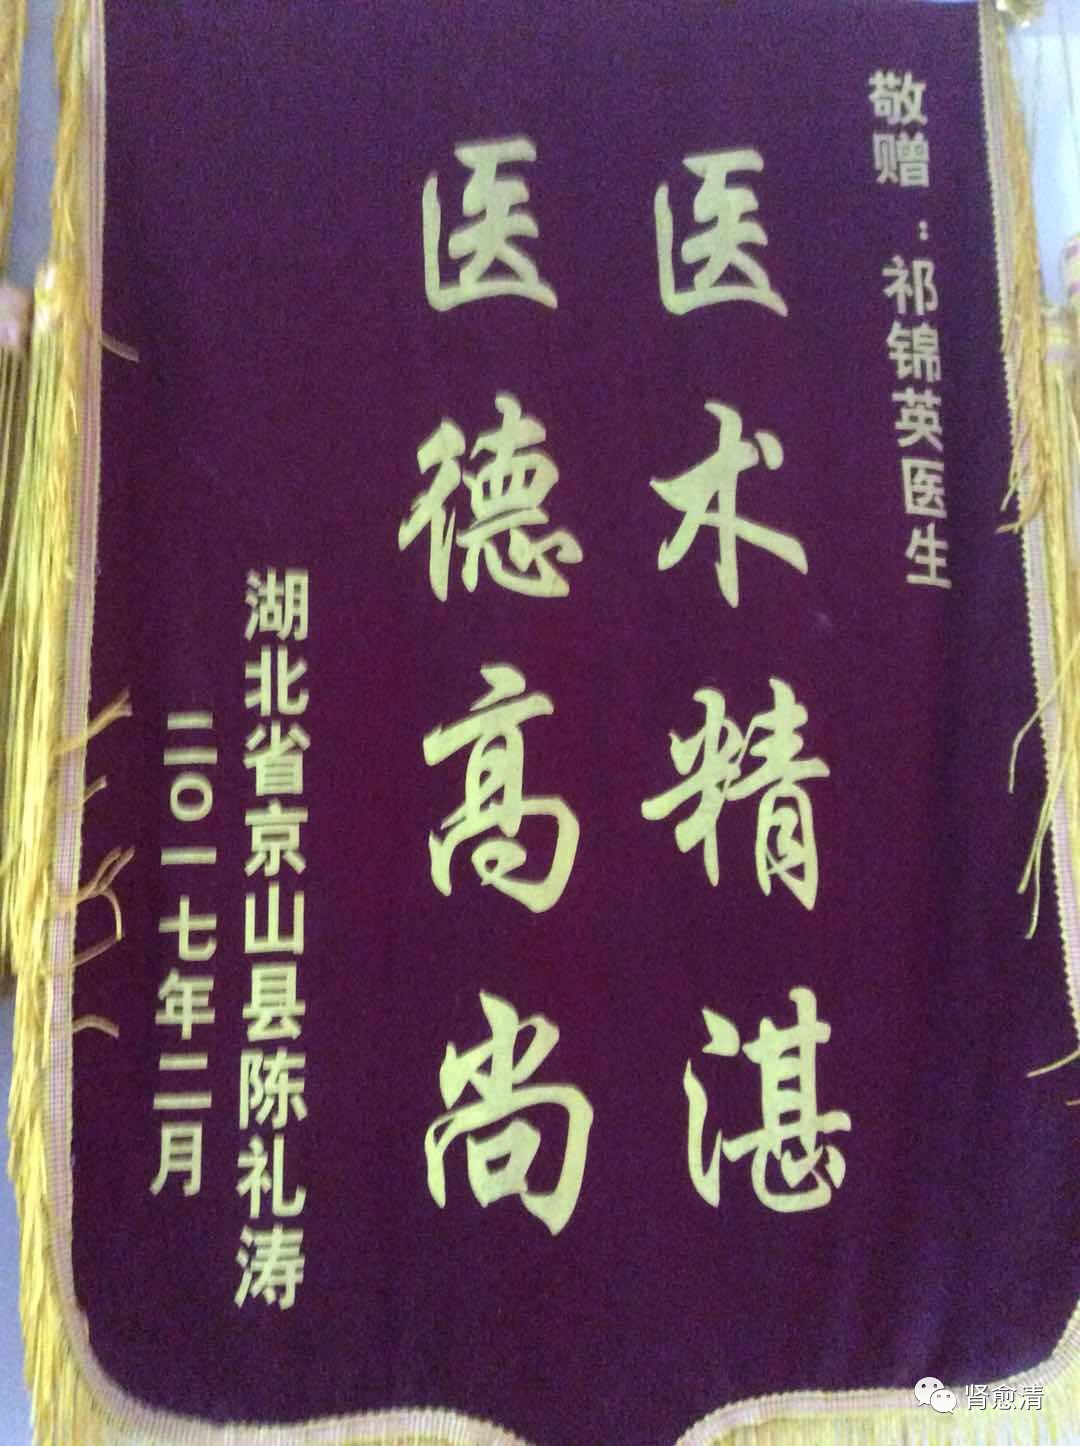 敬赠：祁锦英医生
医术精湛
医德高尚
湖北省京山县陈礼涛
二〇一七年二月
肾愈清